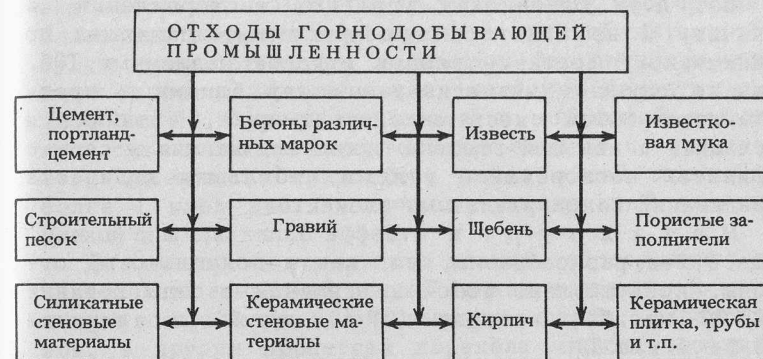 ОТХОДЫ ГОРНОДОБЫВАЮЩЕЙ
ПРОМЫШЛЕННОСТИ
Цемент,
портланд-
цемент
Бетоны различ-
ных марок
Известь
Известко-
вая мука
Строительный
песок
Гравий
Щебень
Пористые за-
полнители
Силикатные
стеновые
материалы
Керамические
стеновые ма-
териалы
Кирпич
Керамическая
плитка, трубы
и т.п.